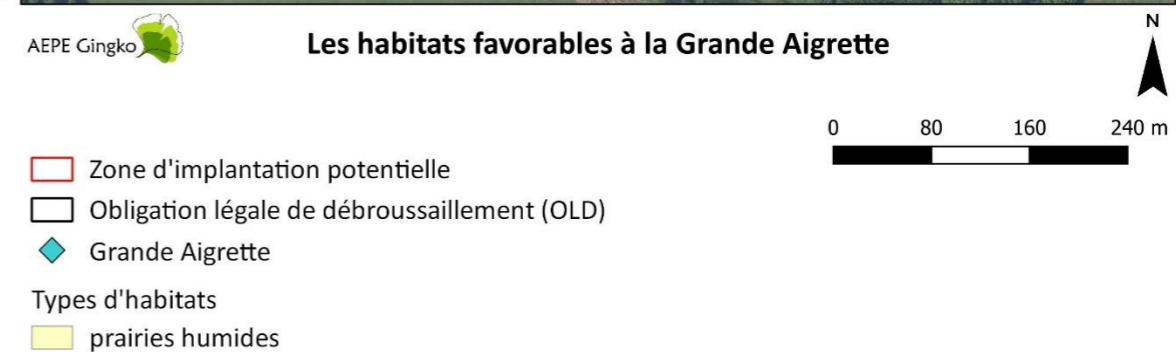 AEPE Gingko
Les habitats favorables à la Grande Aigrette
N
0 80 160 240 m
Zone d'implantation potentielle
Obligation légale de débroussaillement (OLD)
Grande Aigrette
Types d'habitats
prairies humides